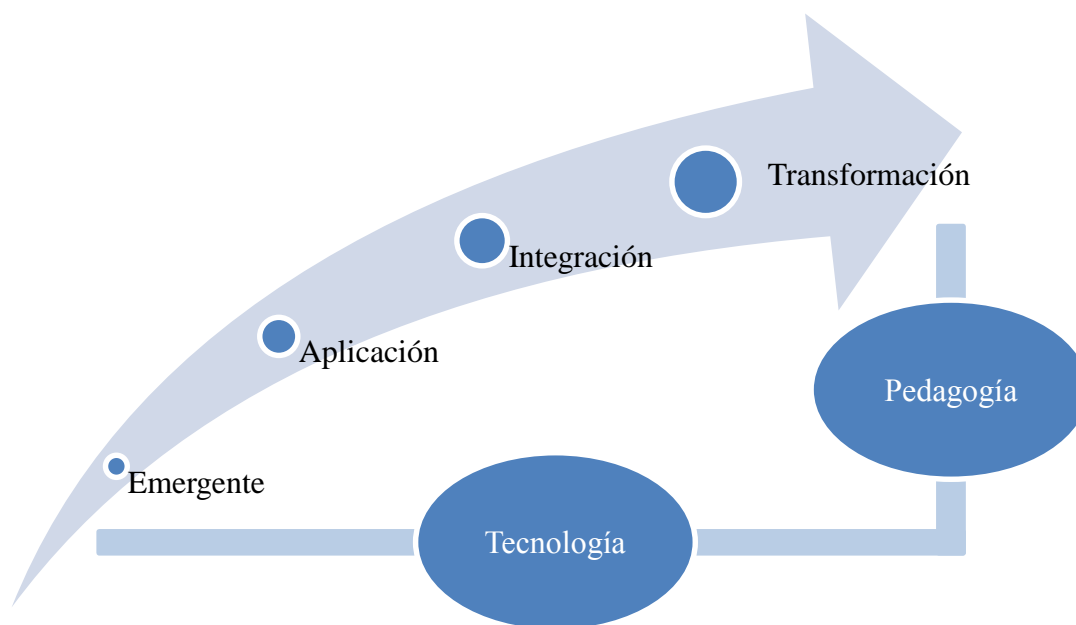 Transformación
Integración
Aplicación
Pedagogía
Emergente
Tecnología